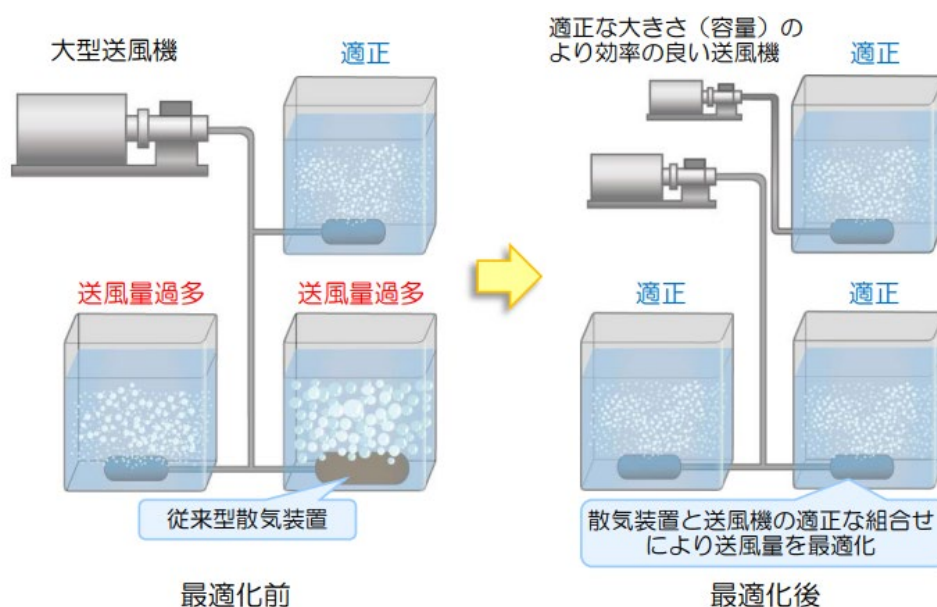 大型送風機
適正
送風量過多
送風量過多
従来型散気装置
最適化前
適正な大きさ（容量）の
より効率の良い送風機
適正
適正
適正
散気装置と送風機の適正な組合せ
により送風量を最適化
最適化後